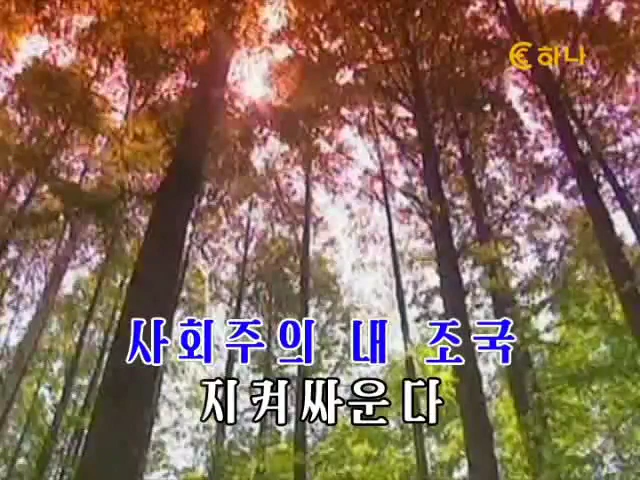 하나
사회주의 내 조국
지켜싸운다